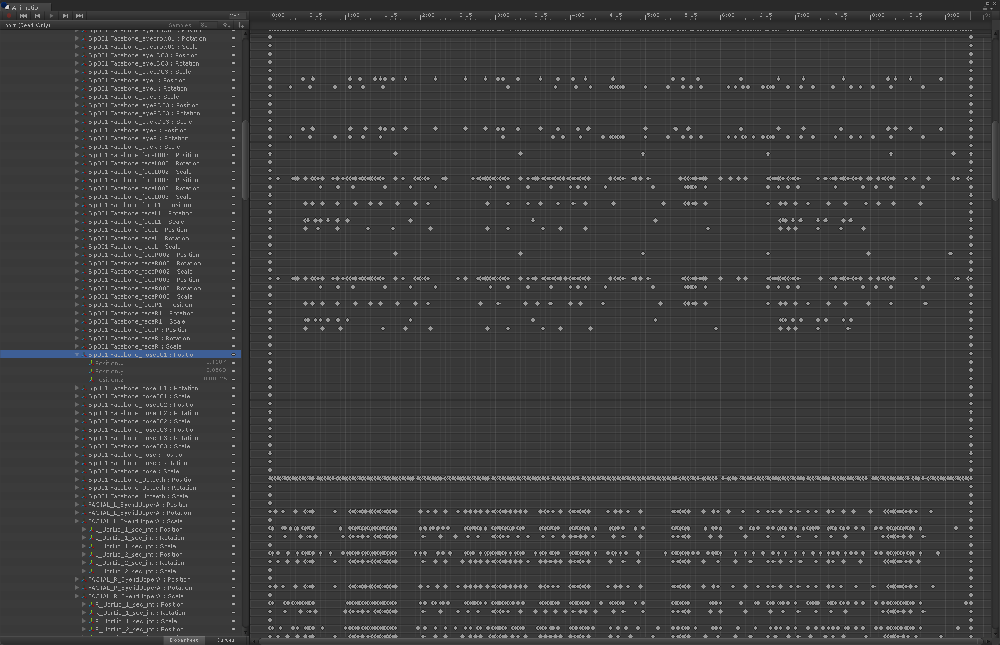 Animation
281
0:00 0:15 1:00 1:15 2:00 2:15 3:00 3:15 4:00 4:15 5:00 5:15 6:00 6:15 7:00 7:15 8:00 8:15 9:00 9:
born (Read-Only) Samples 30
Bip001 Facebone_eyebrow01 : Position
Bip001 Facebone_eyebrow01 : Rotation
Bip001 Facebone_eyebrow01 : Scale
Bip001 Facebone_eyeLD03 : Position
Bip001 Facebone_eyeLD03 : Rotation
Bip001 Facebone_eyeLD03 : Scale
Bip001 Facebone_eyeL : Position
Bip001 Facebone_eyeL : Rotation
Bip001 Facebone_eyeL : Scale
Bip001 Facebone_eyeRD03 : Position
Bip001 Facebone_eyeRD03 : Rotation
Bip001 Facebone_eyeRD03 : Scale
Bip001 Facebone_eyeR : Position
Bip001 Facebone_eyeR : Rotation
Bip001 Facebone_eyeR : Scale
Bip001 Facebone_faceL002 : Position
Bip001 Facebone_faceL002 : Rotation
Bip001 Facebone_faceL002 : Scale
Bip001 Facebone_faceL003 : Position
Bip001 Facebone_faceL003 : Rotation
Bip001 Facebone_faceL003 : Scale
Bip001 Facebone_faceL1 : Position
Bip001 Facebone_faceL1 : Rotation
Bip001 Facebone_faceL1 : Scale
Bip001 Facebone_faceL : Position
Bip001 Facebone_faceL : Rotation
Bip001 Facebone_faceL : Scale
Bip001 Facebone_faceR002 : Position
Bip001 Facebone_faceR002 : Rotation
Bip001 Facebone_faceR002 : Scale
Bip001 Facebone_faceR003 : Position
Bip001 Facebone_faceR003 : Rotation
Bip001 Facebone_faceR003 : Scale
Bip001 Facebone_faceR1 : Position
Bip001 Facebone_faceR1 : Rotation
Bip001 Facebone_faceR1 : Scale
Bip001 Facebone_faceR : Position
Bip001 Facebone_faceR : Rotation
Bip001 Facebone_faceR : Scale
Bip001 Facebone_nose001 : Position
Position.x -0.1187
Position.y -0.0560
Position.z 0.00026
Bip001 Facebone_nose001 : Rotation
Bip001 Facebone_nose001 : Scale
Bip001 Facebone_nose002 : Position
Bip001 Facebone_nose002 : Rotation
Bip001 Facebone_nose002 : Scale
Bip001 Facebone_nose003 : Position
Bip001 Facebone_nose003 : Rotation
Bip001 Facebone_nose003 : Scale
Bip001 Facebone_nose : Position
Bip001 Facebone_nose : Rotation
Bip001 Facebone_nose : Scale
Bip001 Facebone_Upteeth : Position
Bip001 Facebone_Upteeth : Rotation
Bip001 Facebone_Upteeth : Scale
FACIAL_L_EyelidUpperA : Position
FACIAL_L_EyelidUpperA : Rotation
FACIAL_L_EyelidUpperA : Scale
L_UprLid_1_sec_jnt : Position
L_UprLid_1_sec_jnt : Rotation
L_UprLid_1_sec_jnt : Scale
L_UprLid_2_sec_jnt : Position
L_UprLid_2_sec_jnt : Rotation
L_UprLid_2_sec_jnt : Scale
FACIAL_R_EyelidUpperA : Position
FACIAL_R_EyelidUpperA : Rotation
FACIAL_R_EyelidUpperA : Scale
R_UprLid_1_sec_jnt : Position
R_UprLid_1_sec_jnt : Rotation
R_UprLid_1_sec_jnt : Scale
R_UprLid_2_sec_jnt : Position
Dopesheet Curves